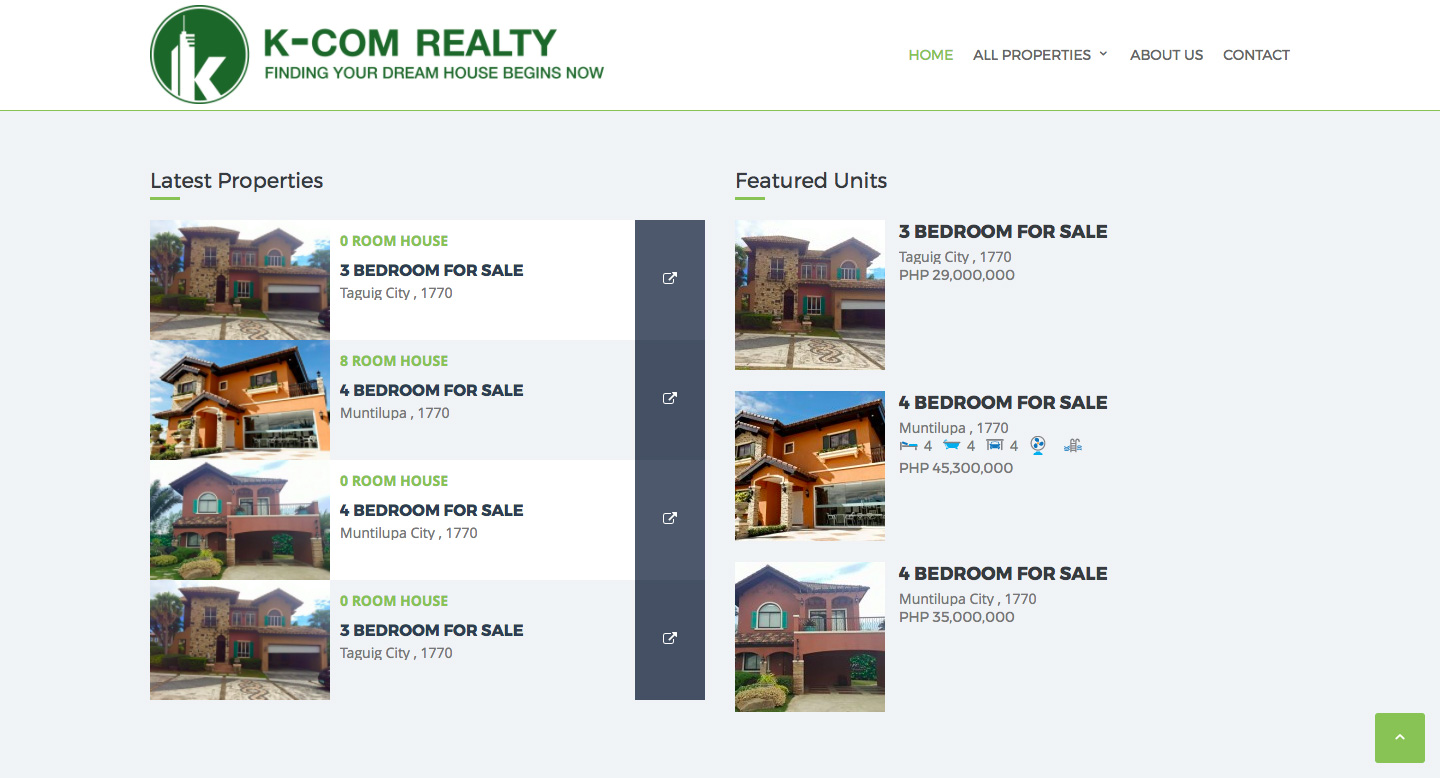 K-COM REALTY
FINDING YOUR DREAM HOUSE BEGINS NOW
HOME ALL PROPERTIES ABOUT US CONTACT
Latest Properties
0 ROOM HOUSE
3 BEDROOM FOR SALE
Taguig City , 1770
8 ROOM HOUSE
4 BEDROOM FOR SALE
Muntilupa , 1770
0 ROOM HOUSE
4 BEDROOM FOR SALE
Muntilupa City , 1770
0 ROOM HOUSE
3 BEDROOM FOR SALE
Taguig City , 1770
Featured Units
3 BEDROOM FOR SALE
Taguig City , 1770
PHP 29,000,000
4 BEDROOM FOR SALE
Muntilupa , 1770
4 4 4
PHP 45,300,000
4 BEDROOM FOR SALE
Muntilupa City , 1770
PHP 35,000,000